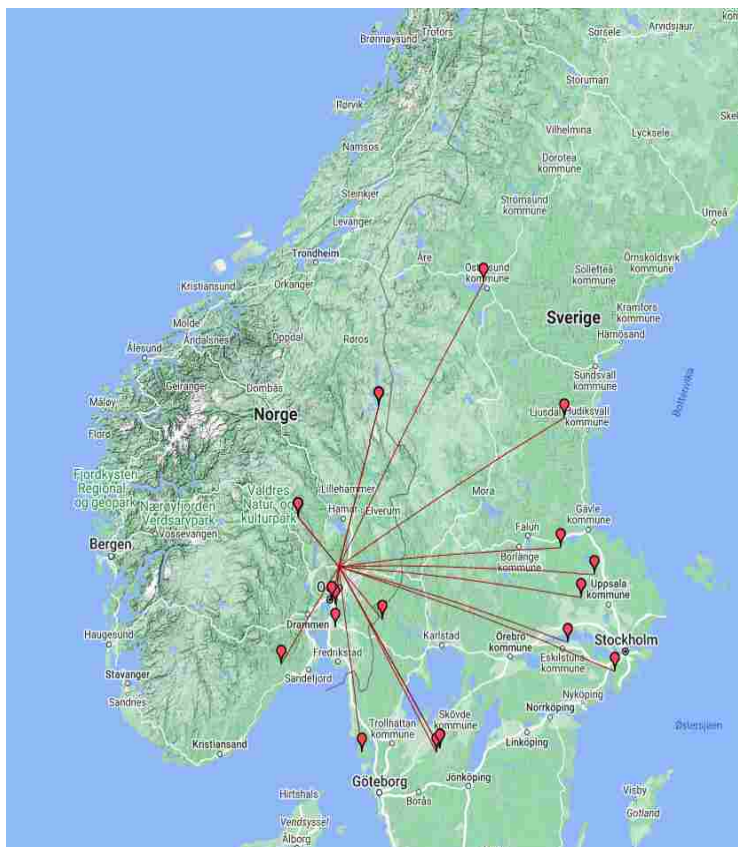 Trofors
Brønnøysund
Sorsele
Arvidsjaur
Storuman
Rørvik
Vilhelmina
Lycksele
Namsos
Dorotea
kommune
Steinkjer
Strömsund
kommune
Levanger
Umeå
Trondheim
Åre
Östersund
kommune
Sollefteå
kommune
Örnsköldsvik
kommune
Kristiansund
Orkanger
Kramfors
kommune
Sverige
Molde
Åndalsnes
Oppdal
Røros
Härnösand
Ålesund
Sundsvall
kommune
Geiranger
Dombås
Måløy
Norge
Ljusdal
Hudiksvall
kommune
Bottenvika
Florø
Fjordkysten
Regional
og geopark
Nærøyfjorden
Verdsarvpark
Valdres
Natur- og
kulturpark
Lillehammer
Mora
Hamar
Elverum
Falun
Gävle
kommune
Vossevangen
Bergen
Borlänge
kommune
Uppsala
kommune
Drammen
Haugesund
Karlstad
Örebro
kommune
Stockholm
Eskilstuna
kommune
Fredrikstad
Stavanger
Sandefjord
Sandnes
Nyköping
Norrköping
Skövde
kommune
Trollhättan
kommune
Linköping
Østersjøen
Kristiansand
Göteborg
Jönköping
Borås
Visby
Gotland
Hirtshals
Vendsyssel
Ålborg